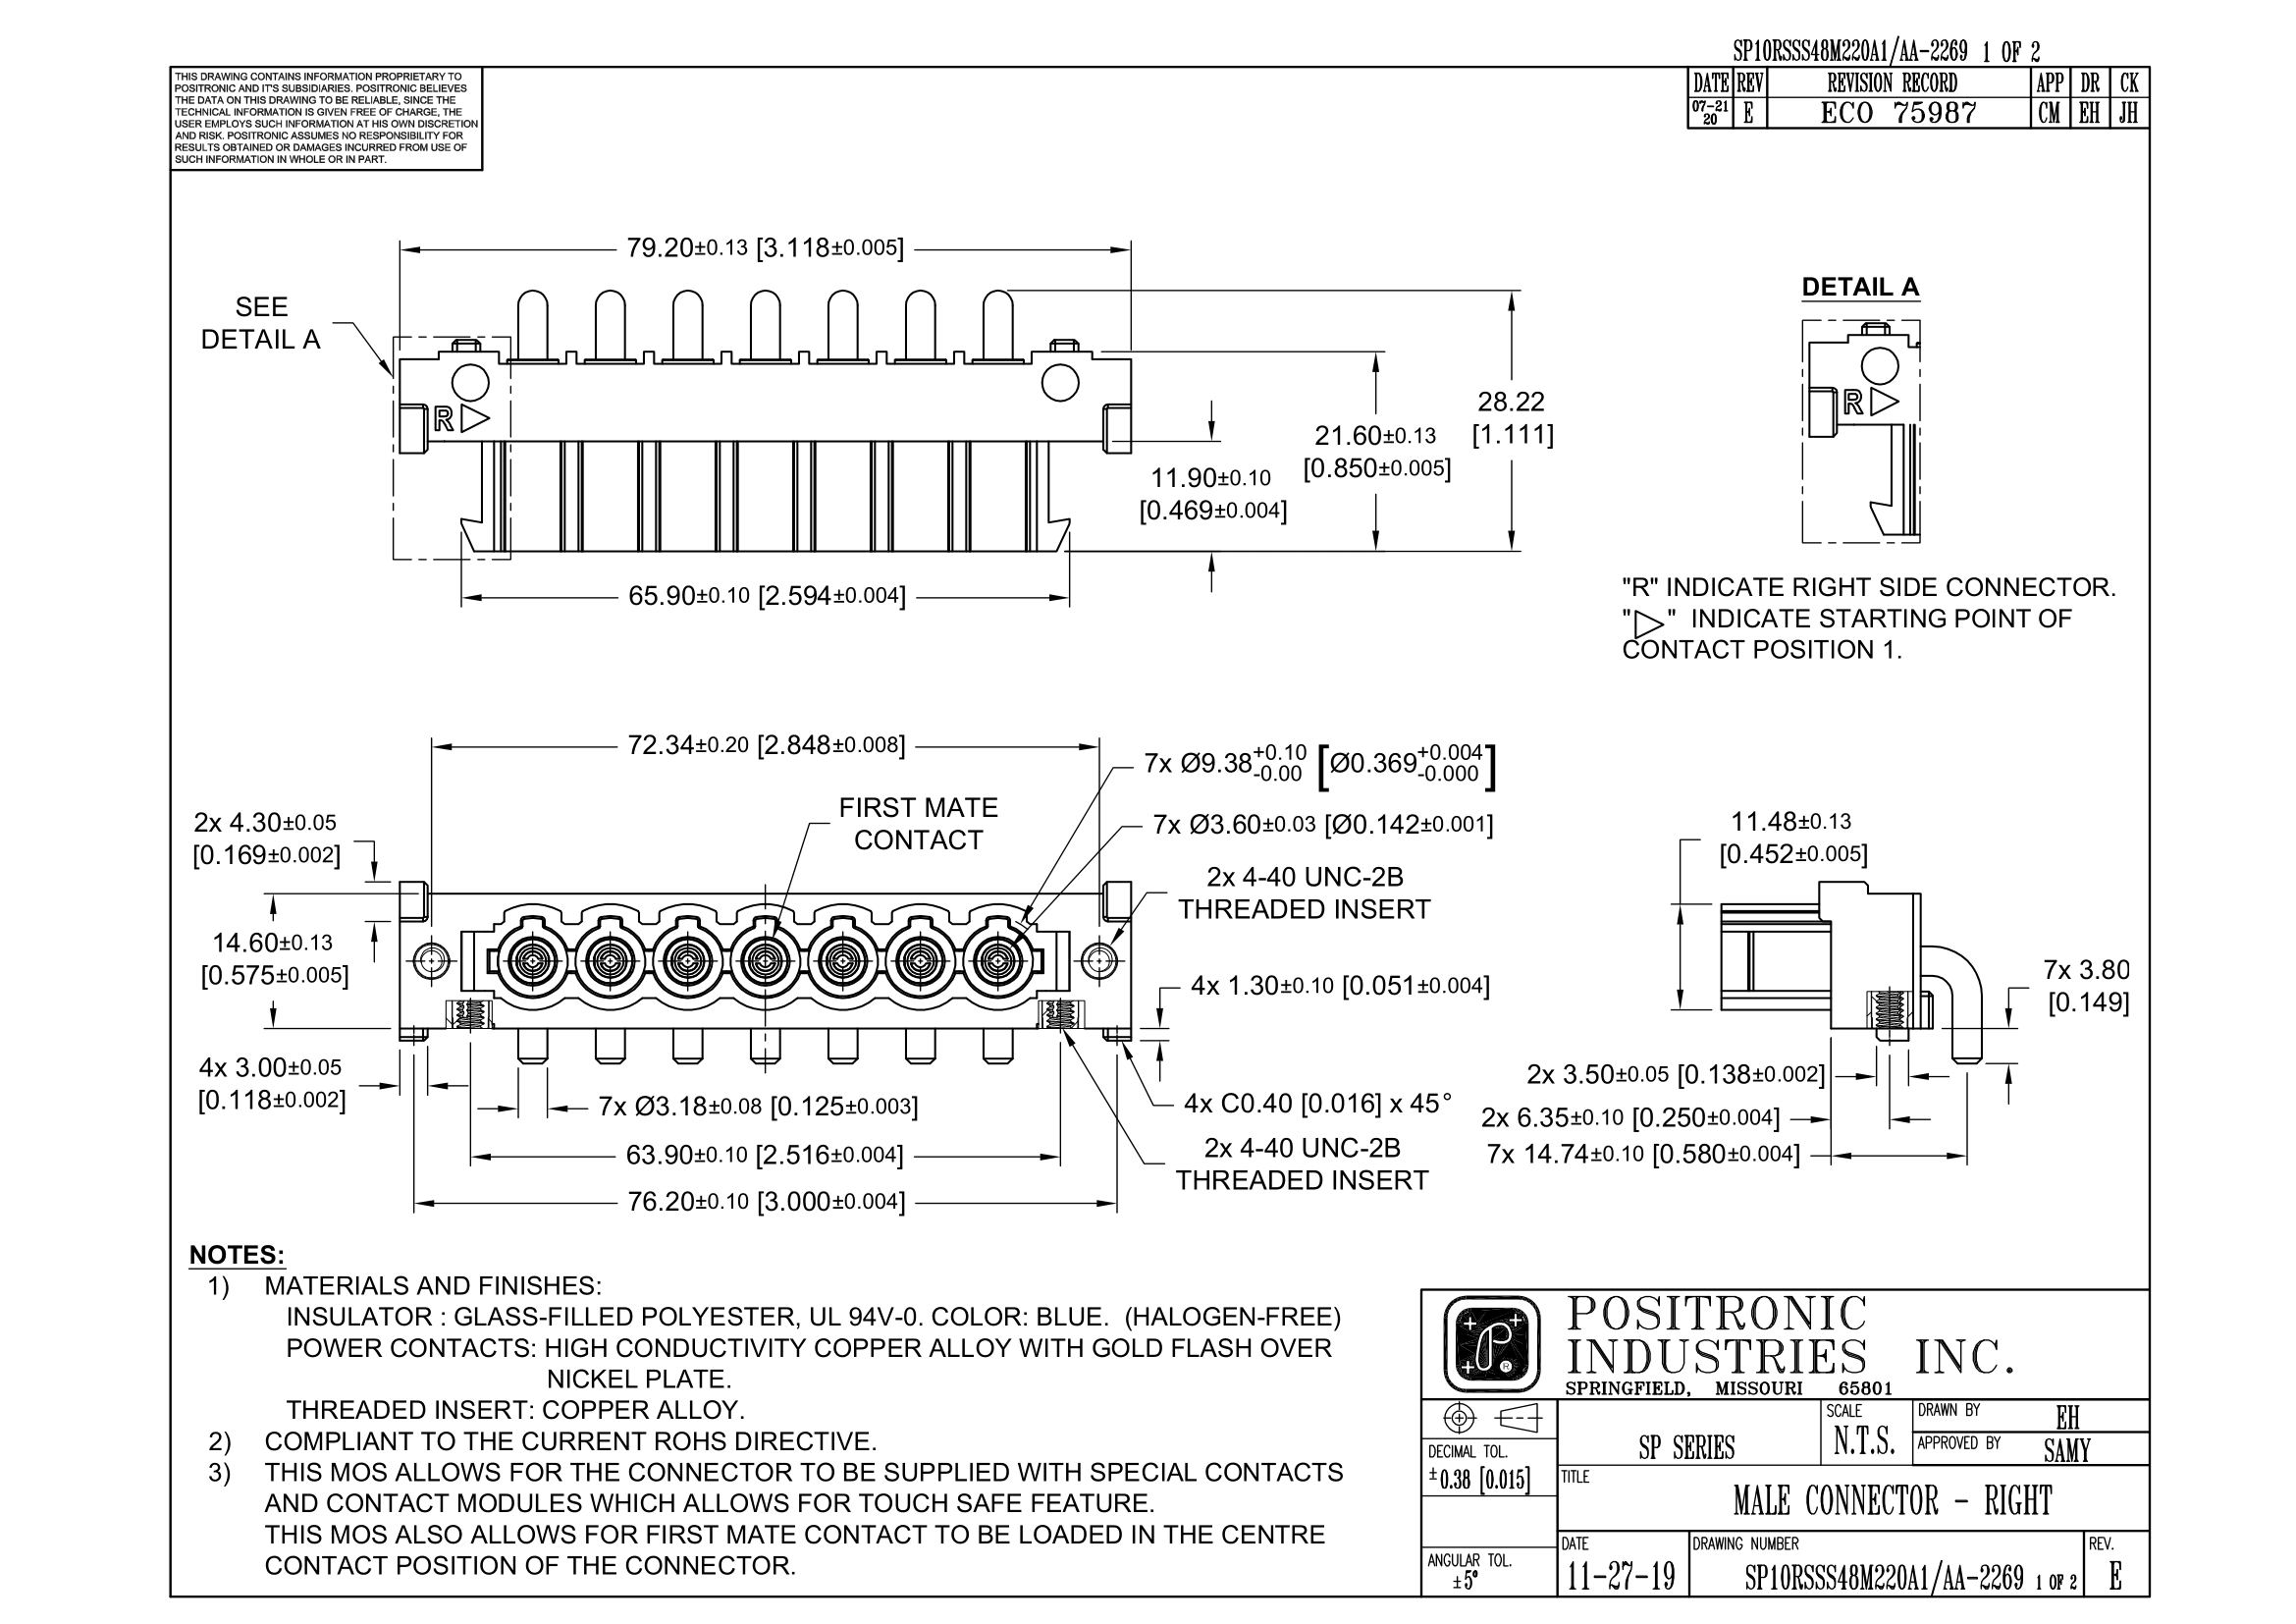 SP10RSSS48M220A1/AA-2269 1 OF 2
THIS DRAWING CONTAINS INFORMATION PROPRIETARY TO
POSITRONIC AND IT'S SUBSIDIARIES. POSITRONIC BELIEVES
THE DATA ON THIS DRAWING TO BE RELIABLE, SINCE THE
TECHNICAL INFORMATION IS GIVEN FREE OF CHARGE, THE
USER EMPLOYS SUCH INFORMATION AT HIS OWN DISCRETION
AND RISK. POSITRONIC ASSUMES NO RESPONSIBILITY FOR
RESULTS OBTAINED OR DAMAGES INCURRED FROM USE OF
SUCH INFORMATION IN WHOLE OR IN PART.
DATE REV REVISION RECORD APP DR CK
07-21
20 E ECO 75987 CM EH JH
79.20±0.13 [3.118±0.005]
SEE
DETAIL A
R
28.22
[1.111]
21.60±0.13
[0.850±0.005]
11.90±0.10
[0.469±0.004]
65.90±0.10 [2.594±0.004]
DETAIL A
R
"R" INDICATE RIGHT SIDE CONNECTOR.
"▷" INDICATE STARTING POINT OF
CONTACT POSITION 1.
72.34±0.20 [2.848±0.008]
7x Ø9.38+0.10 -0.00 [Ø0.369+0.004 -0.000]
FIRST MATE
CONTACT
7x Ø3.60±0.03 [Ø0.142±0.001]
2x 4.30±0.05
[0.169±0.002]
2x 4-40 UNC-2B
THREADED INSERT
14.60±0.13
[0.575±0.005]
4x 1.30±0.10 [0.051±0.004]
4x 3.00±0.05
[0.118±0.002]
7x Ø3.18±0.08 [0.125±0.003]
4x C0.40 [0.016] x 45°
63.90±0.10 [2.516±0.004]
2x 4-40 UNC-2B
THREADED INSERT
76.20±0.10 [3.000±0.004]
11.48±0.13
[0.452±0.005]
7x 3.80
[0.149]
2x 3.50±0.05 [0.138±0.002]
2x 6.35±0.10 [0.250±0.004]
7x 14.74±0.10 [0.580±0.004]
NOTES:
1) MATERIALS AND FINISHES:
INSULATOR : GLASS-FILLED POLYESTER, UL 94V-0. COLOR: BLUE. (HALOGEN-FREE)
POWER CONTACTS: HIGH CONDUCTIVITY COPPER ALLOY WITH GOLD FLASH OVER
NICKEL PLATE.
THREADED INSERT: COPPER ALLOY.
2) COMPLIANT TO THE CURRENT ROHS DIRECTIVE.
3) THIS MOS ALLOWS FOR THE CONNECTOR TO BE SUPPLIED WITH SPECIAL CONTACTS
AND CONTACT MODULES WHICH ALLOWS FOR TOUCH SAFE FEATURE.
THIS MOS ALSO ALLOWS FOR FIRST MATE CONTACT TO BE LOADED IN THE CENTRE
CONTACT POSITION OF THE CONNECTOR.
P ®
POSITRONIC
INDUSTRIES INC.
SPRINGFIELD, MISSOURI 65801
DECIMAL TOL.
±0.38 [0.015]
ANGULAR TOL.
±5°
SP SERIES
SCALE
N.T.S.
DRAWN BY EH
APPROVED BY SAMY
TITLE
MALE CONNECTOR - RIGHT
DATE
11-27-19
DRAWING NUMBER
SP10RSSS48M220A1/AA-2269 1 OF 2
REV.
E